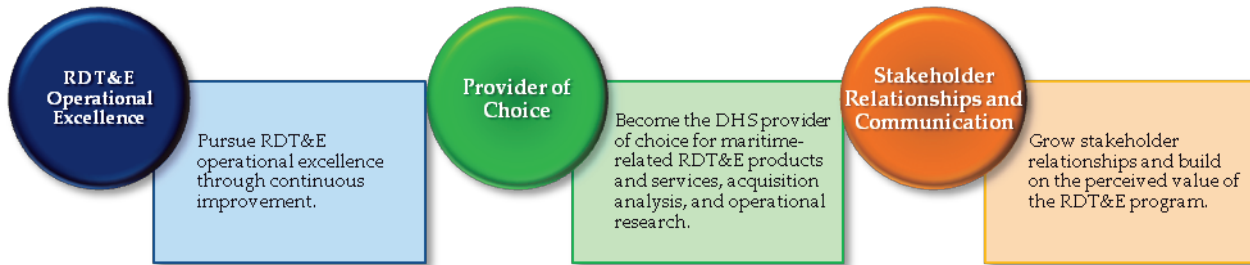 RDT&E
Operational
Excellence
Pursue RDT&E
operational excellence
through continuous
improvement.
Provider of
Choice
Become the DHS provider
of choice for maritime-
related RDT&E products
and services, acquisition
analysis, and operational
research.
Stakeholder
Relationships and
Communication
Grow stakeholder
relationships and build
on the perceived value of
the RDT&E program.